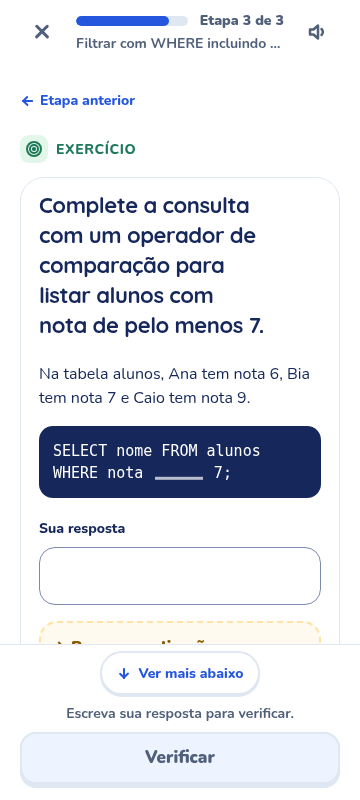 Etapa 3 de 3
Filtrar com WHERE incluindo ...
Etapa anterior
EXERCÍCIO
Complete a consulta
com um operador de
comparação para
listar alunos com
nota de pelo menos 7.
Na tabela alunos, Ana tem nota 6, Bia
tem nota 7 e Caio tem nota 9.
SELECT nome FROM alunos
WHERE nota _____ 7;
Sua resposta
Ver mais abaixo
Escreva sua resposta para verificar.
Verificar